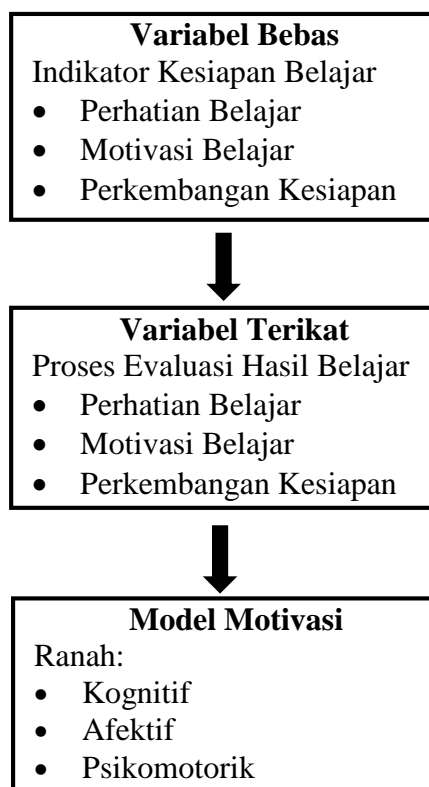 Variabel Bebas
Indikator Kesiapan Belajar
• Perhatian Belajar
• Motivasi Belajar
• Perkembangan Kesiapan
Variabel Terikat
Proses Evaluasi Hasil Belajar
• Perhatian Belajar
• Motivasi Belajar
• Perkembangan Kesiapan
Model Motivasi
Ranah:
• Kognitif
• Afektif
• Psikomotorik